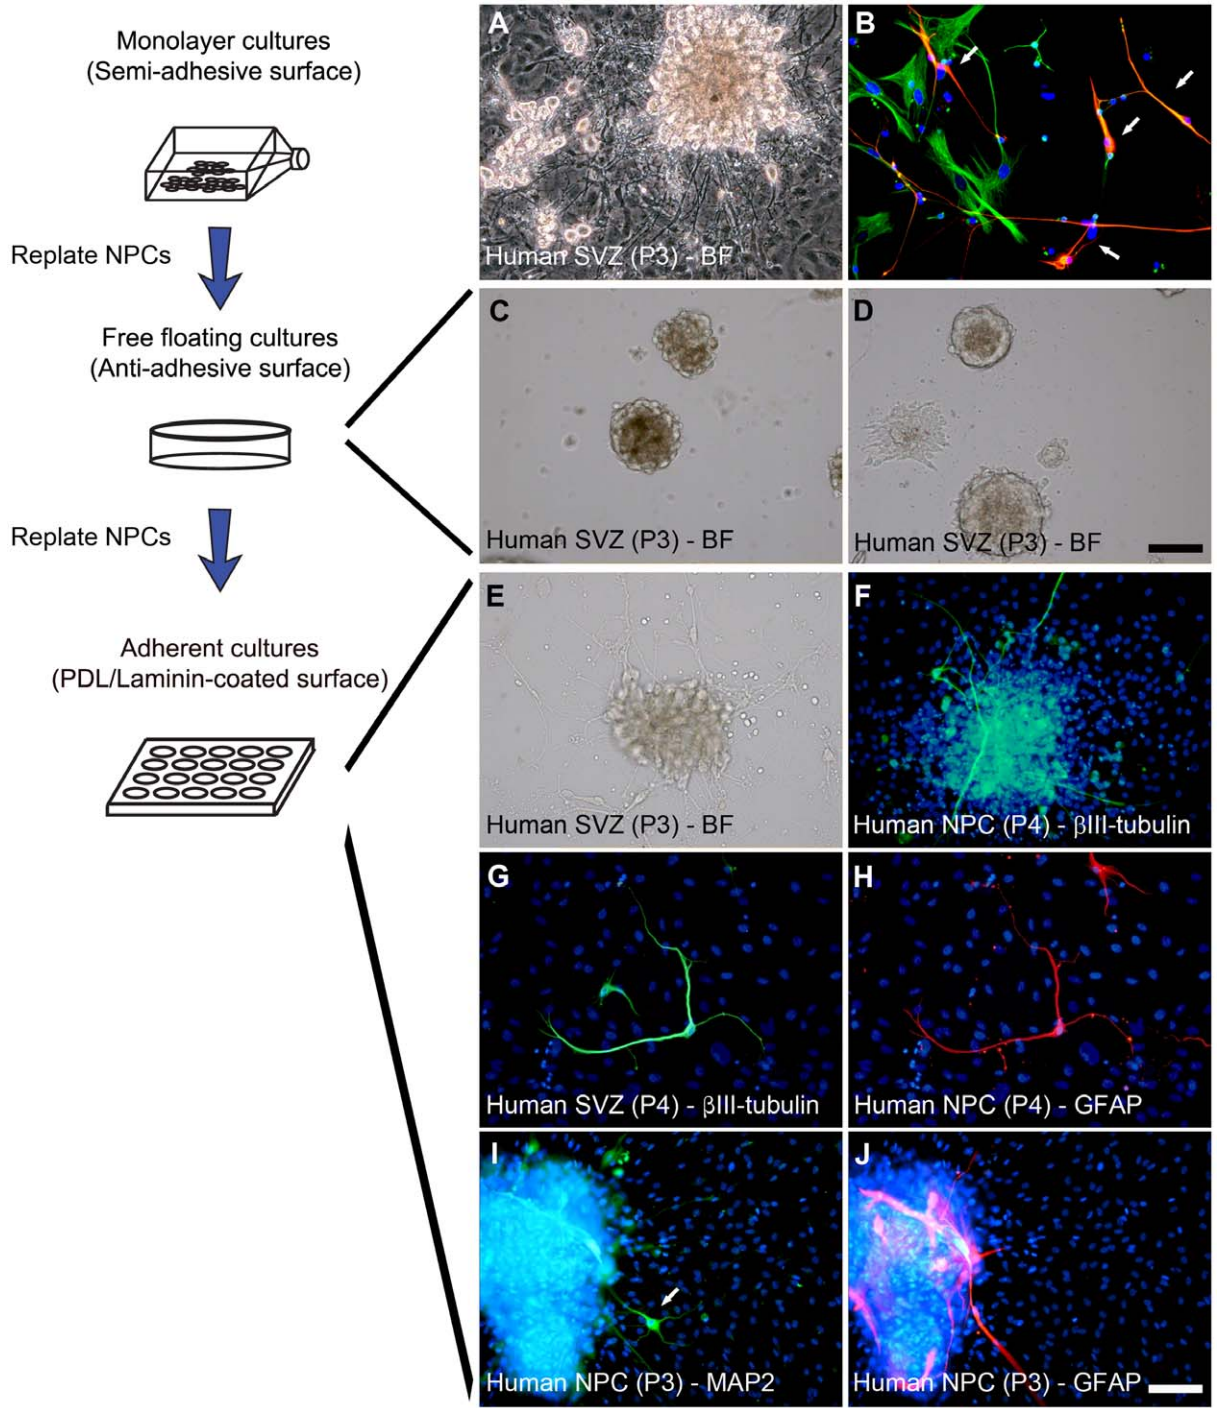 Monolayer cultures
(Semi-adhesive surface)
Replate NPCs
Free floating cultures
(Anti-adhesive surface)
Replate NPCs
Adherent cultures
(PDL/Laminin-coated surface)
A
Human SVZ (P3) - BF
B
C
Human SVZ (P3) - BF
D
Human SVZ (P3) - BF
E
Human SVZ (P3) - BF
F
Human NPC (P4) - βIII-tubulin
G
Human SVZ (P4) - βIII-tubulin
H
Human NPC (P4) - GFAP
I
Human NPC (P3) - MAP2
J
Human NPC (P3) - GFAP